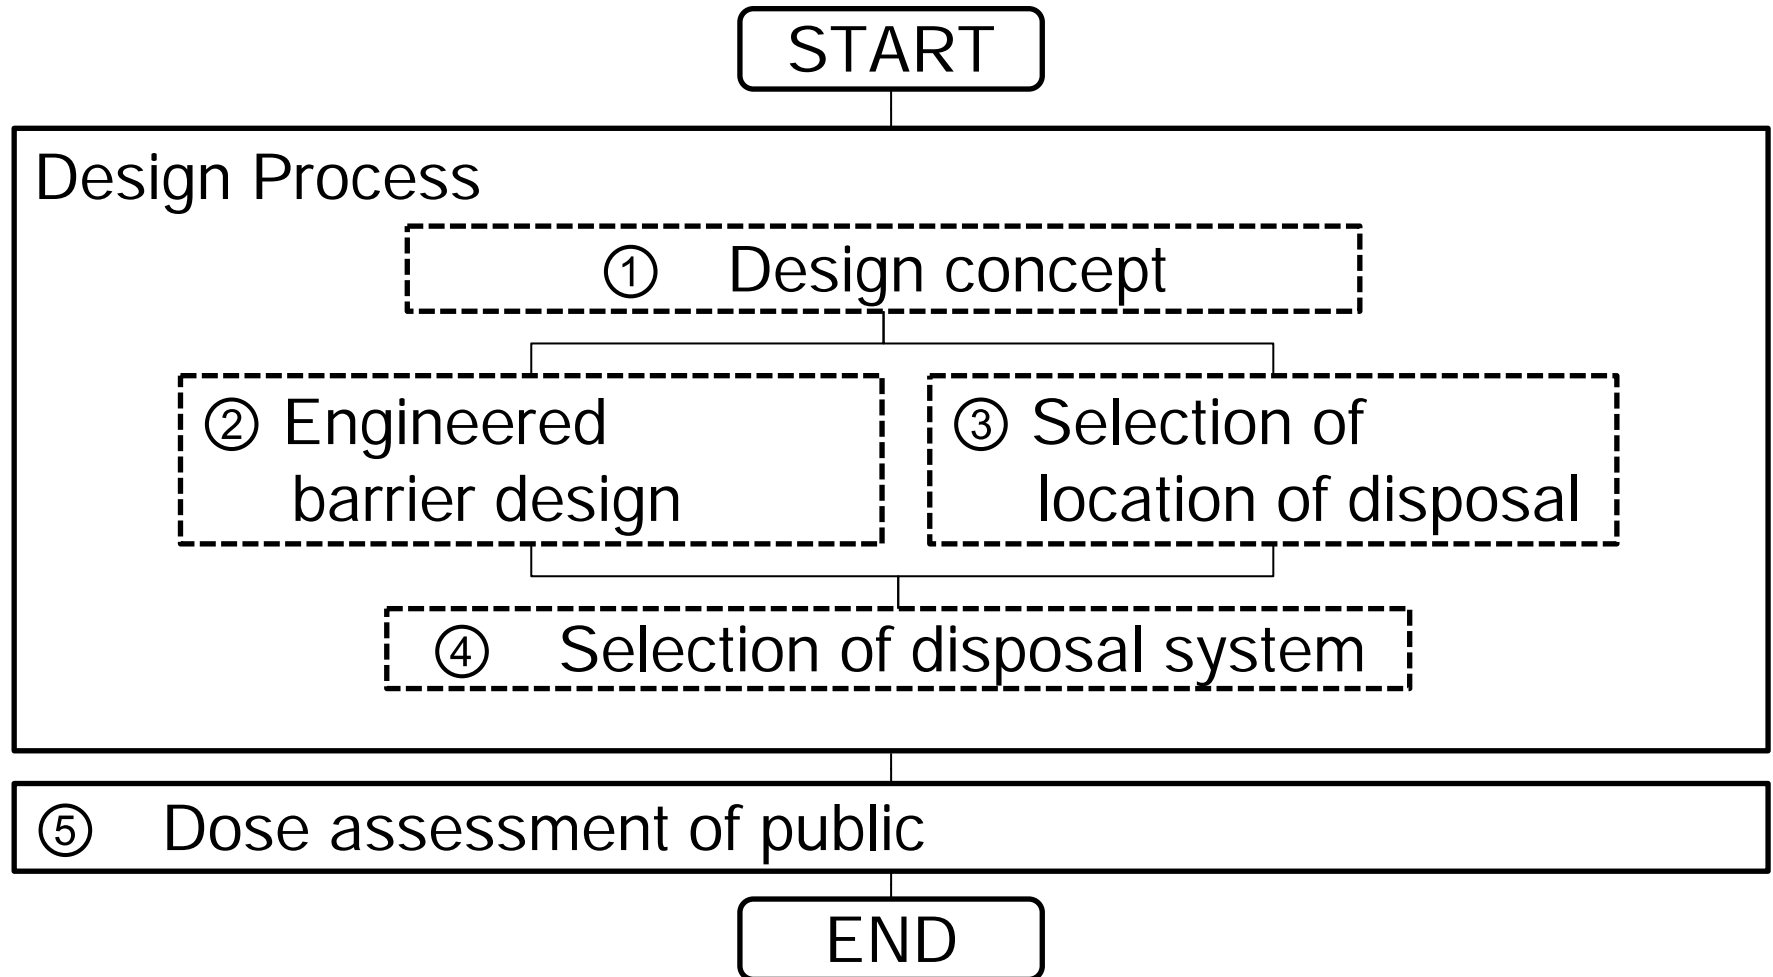 START
Design Process
① Design concept
② Engineered
barrier design
③ Selection of
location of disposal
④ Selection of disposal system
⑤ Dose assessment of public
END